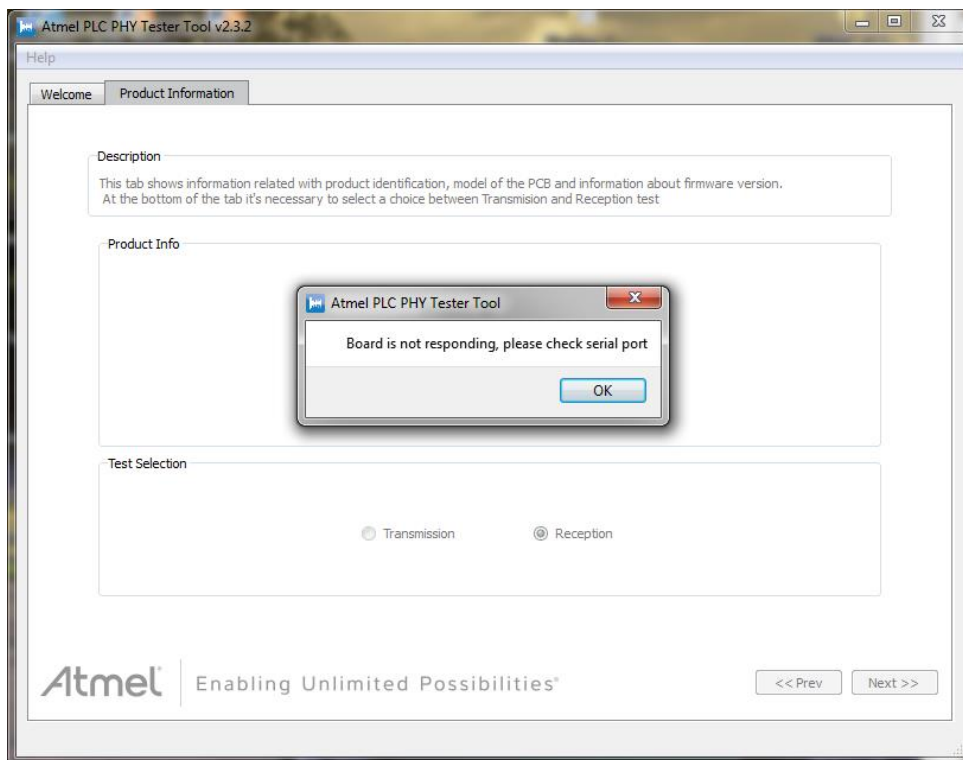 Atmel PLC PHY Tester Tool v2.3.2
Help
Welcome
Product Information
Description
This tab shows information related with product identification, model of the PCB and information about firmware version.
At the bottom of the tab it's necessary to select a choice between Transmision and Reception test
Product Info
Atmel PLC PHY Tester Tool
Board is not responding, please check serial port
OK
Test Selection
Transmission
Reception
Atmel
Enabling Unlimited Possibilities®
<< Prev
Next >>